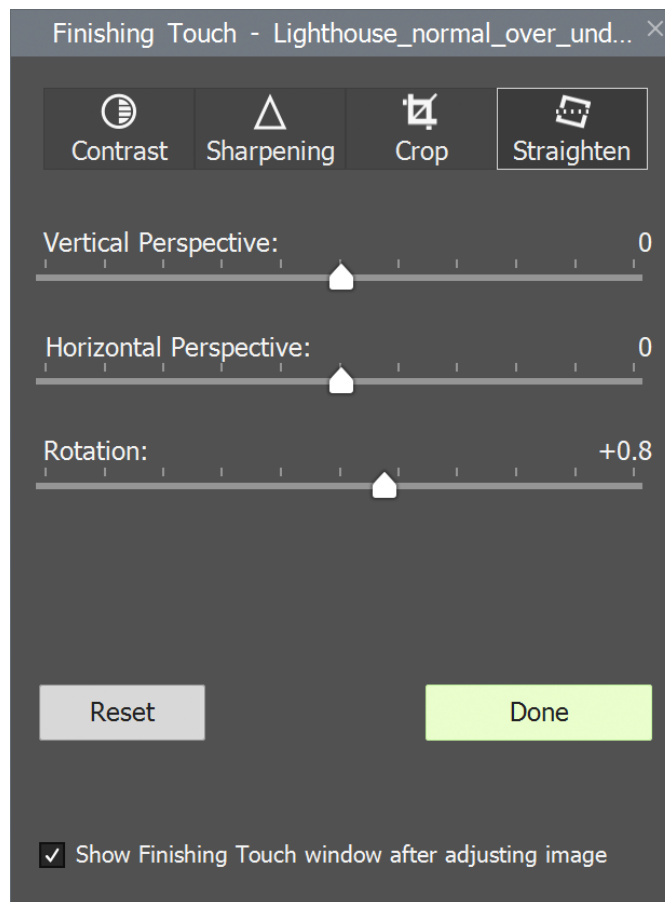 Finishing Touch - Lighthouse_normal_over_und...
Contrast Sharpening Crop Straighten
Vertical Perspective: 0
Horizontal Perspective: 0
Rotation: +0.8
Reset Done
Show Finishing Touch window after adjusting image